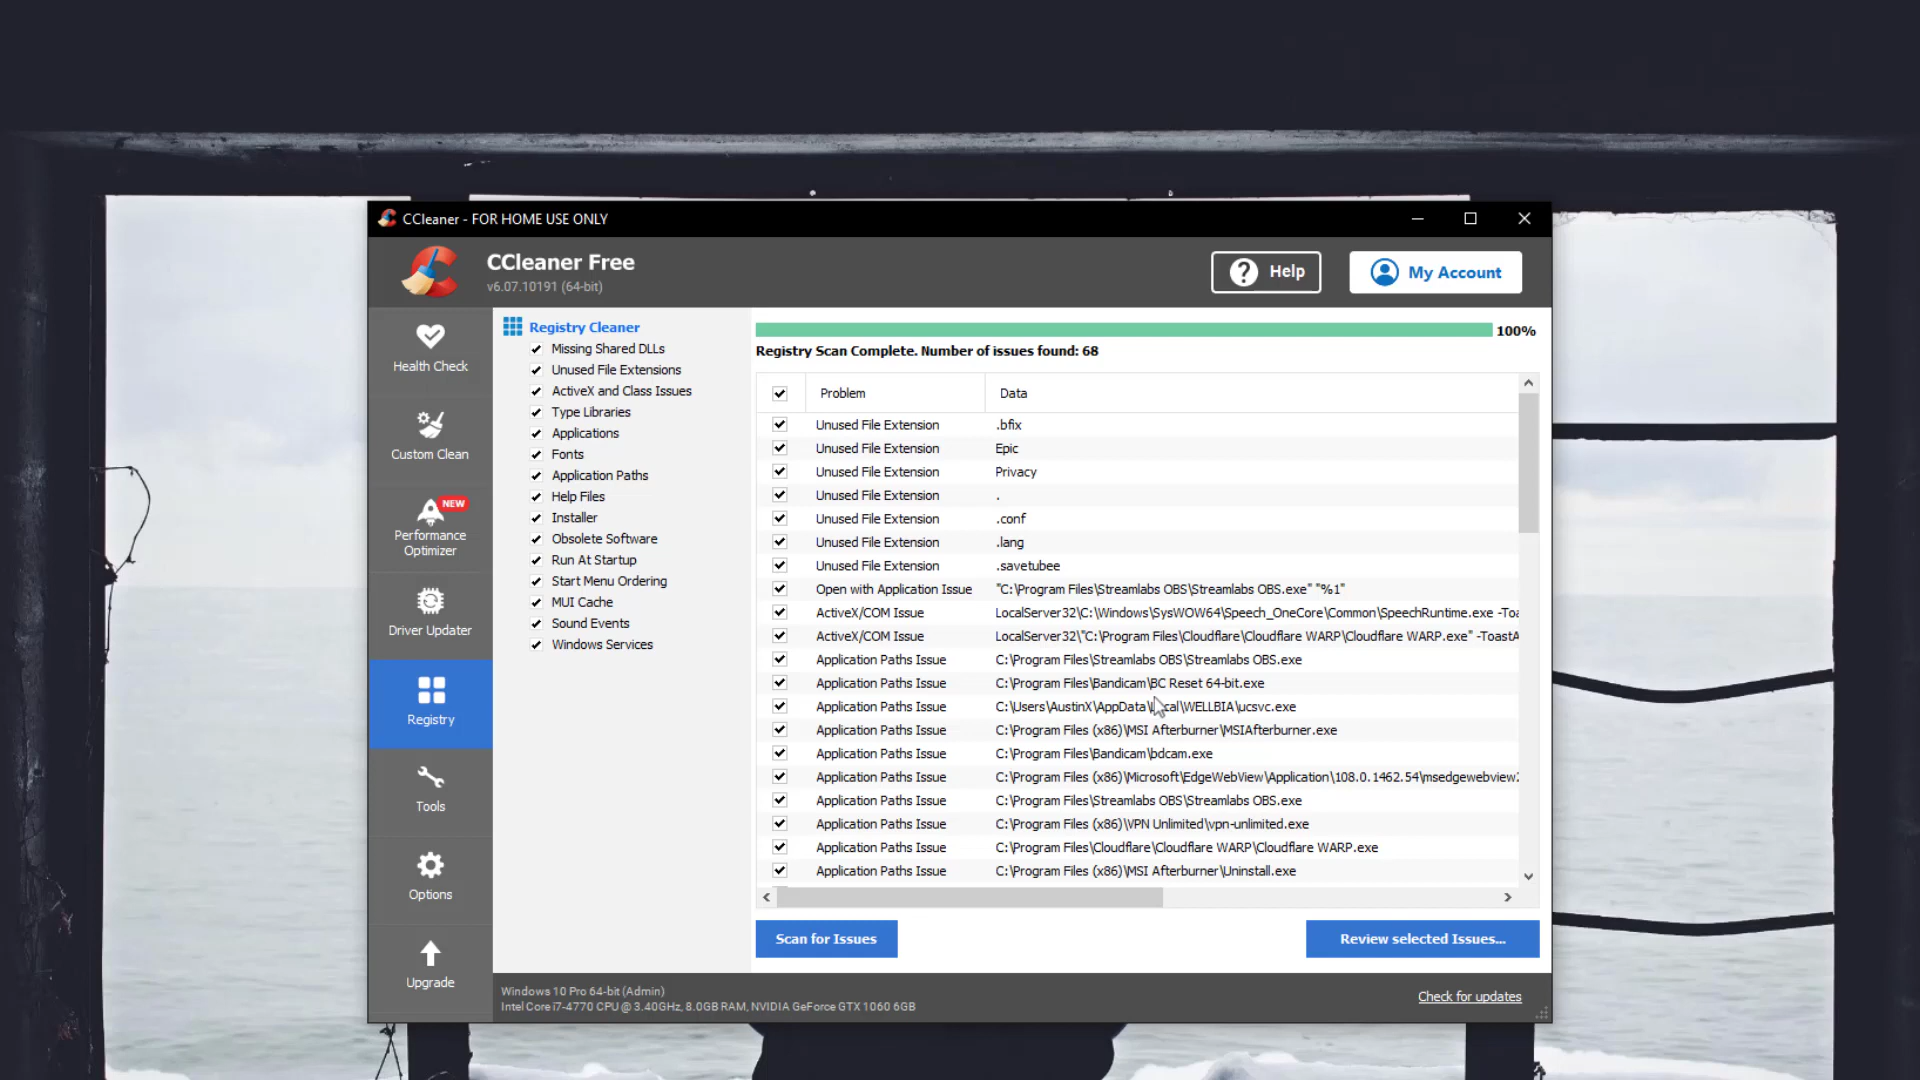 CCleaner - FOR HOME USE ONLY
CCleaner Free
v6.07.10191 (64-bit)
Help
My Account
Health Check
Custom Clean
NEW
Performance
Optimizer
Driver Updater
Registry
Tools
Options
Upgrade
Registry Cleaner
Missing Shared DLLs
Unused File Extensions
ActiveX and Class Issues
Type Libraries
Applications
Fonts
Application Paths
Help Files
Installer
Obsolete Software
Run At Startup
Start Menu Ordering
MUI Cache
Sound Events
Windows Services
100%
Registry Scan Complete. Number of issues found: 68
Problem Data
Unused File Extension .bfix
Unused File Extension Epic
Unused File Extension Privacy
Unused File Extension .
Unused File Extension .conf
Unused File Extension .lang
Unused File Extension .savetubee
Open with Application Issue "C:\Program Files\Streamlabs OBS\Streamlabs OBS.exe" "%1"
ActiveX/COM Issue LocalServer32\C:\Windows\SysWOW64\Speech_OneCore\Common\SpeechRuntime.exe -Toa
ActiveX/COM Issue LocalServer32\"C:\Program Files\Cloudflare\Cloudflare WARP\Cloudflare WARP.exe" -ToastA
Application Paths Issue C:\Program Files\Streamlabs OBS\Streamlabs OBS.exe
Application Paths Issue C:\Program Files\Bandicam\BC Reset 64-bit.exe
Application Paths Issue C:\Users\AustinX\AppData\Local\WELLBIA\ucsvc.exe
Application Paths Issue C:\Program Files (x86)\MSI Afterburner\MSIAfterburner.exe
Application Paths Issue C:\Program Files\Bandicam\bdcam.exe
Application Paths Issue C:\Program Files (x86)\Microsoft\EdgeWebView\Application\108.0.1462.54\msedgewebview2
Application Paths Issue C:\Program Files\Streamlabs OBS\Streamlabs OBS.exe
Application Paths Issue C:\Program Files (x86)\VPN Unlimited\vpn-unlimited.exe
Application Paths Issue C:\Program Files\Cloudflare\Cloudflare WARP\Cloudflare WARP.exe
Application Paths Issue C:\Program Files (x86)\MSI Afterburner\Uninstall.exe
Scan for Issues
Review selected Issues...
Windows 10 Pro 64-bit (Admin)
Intel Core i7-4770 CPU @ 3.40GHz, 8.0GB RAM, NVIDIA GeForce GTX 1060 6GB
Check for updates